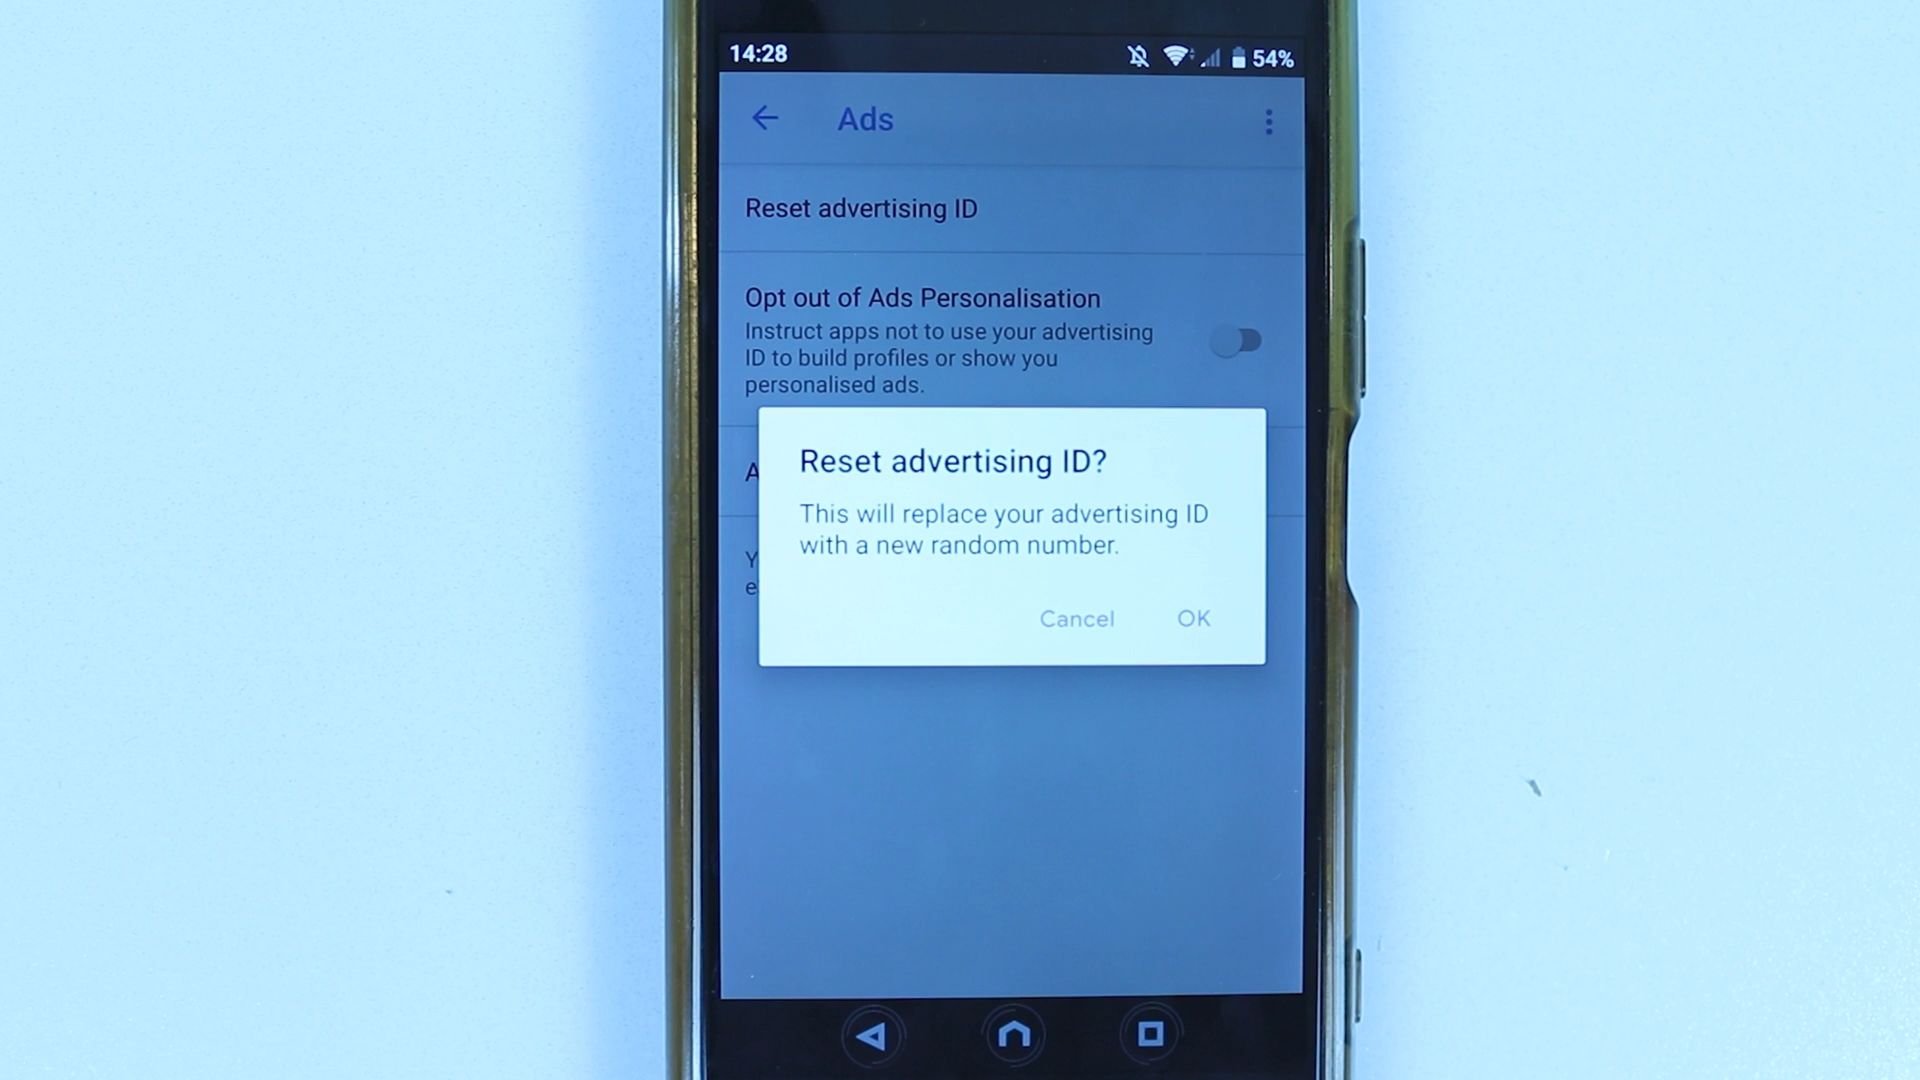 14:28
54%
Ads
Reset advertising ID
Opt out of Ads Personalisation
Instruct apps not to use your advertising
ID to build profiles or show you
personalised ads.
A
Reset advertising ID?
This will replace your advertising ID
with a new random number.
Y
e
Cancel
OK